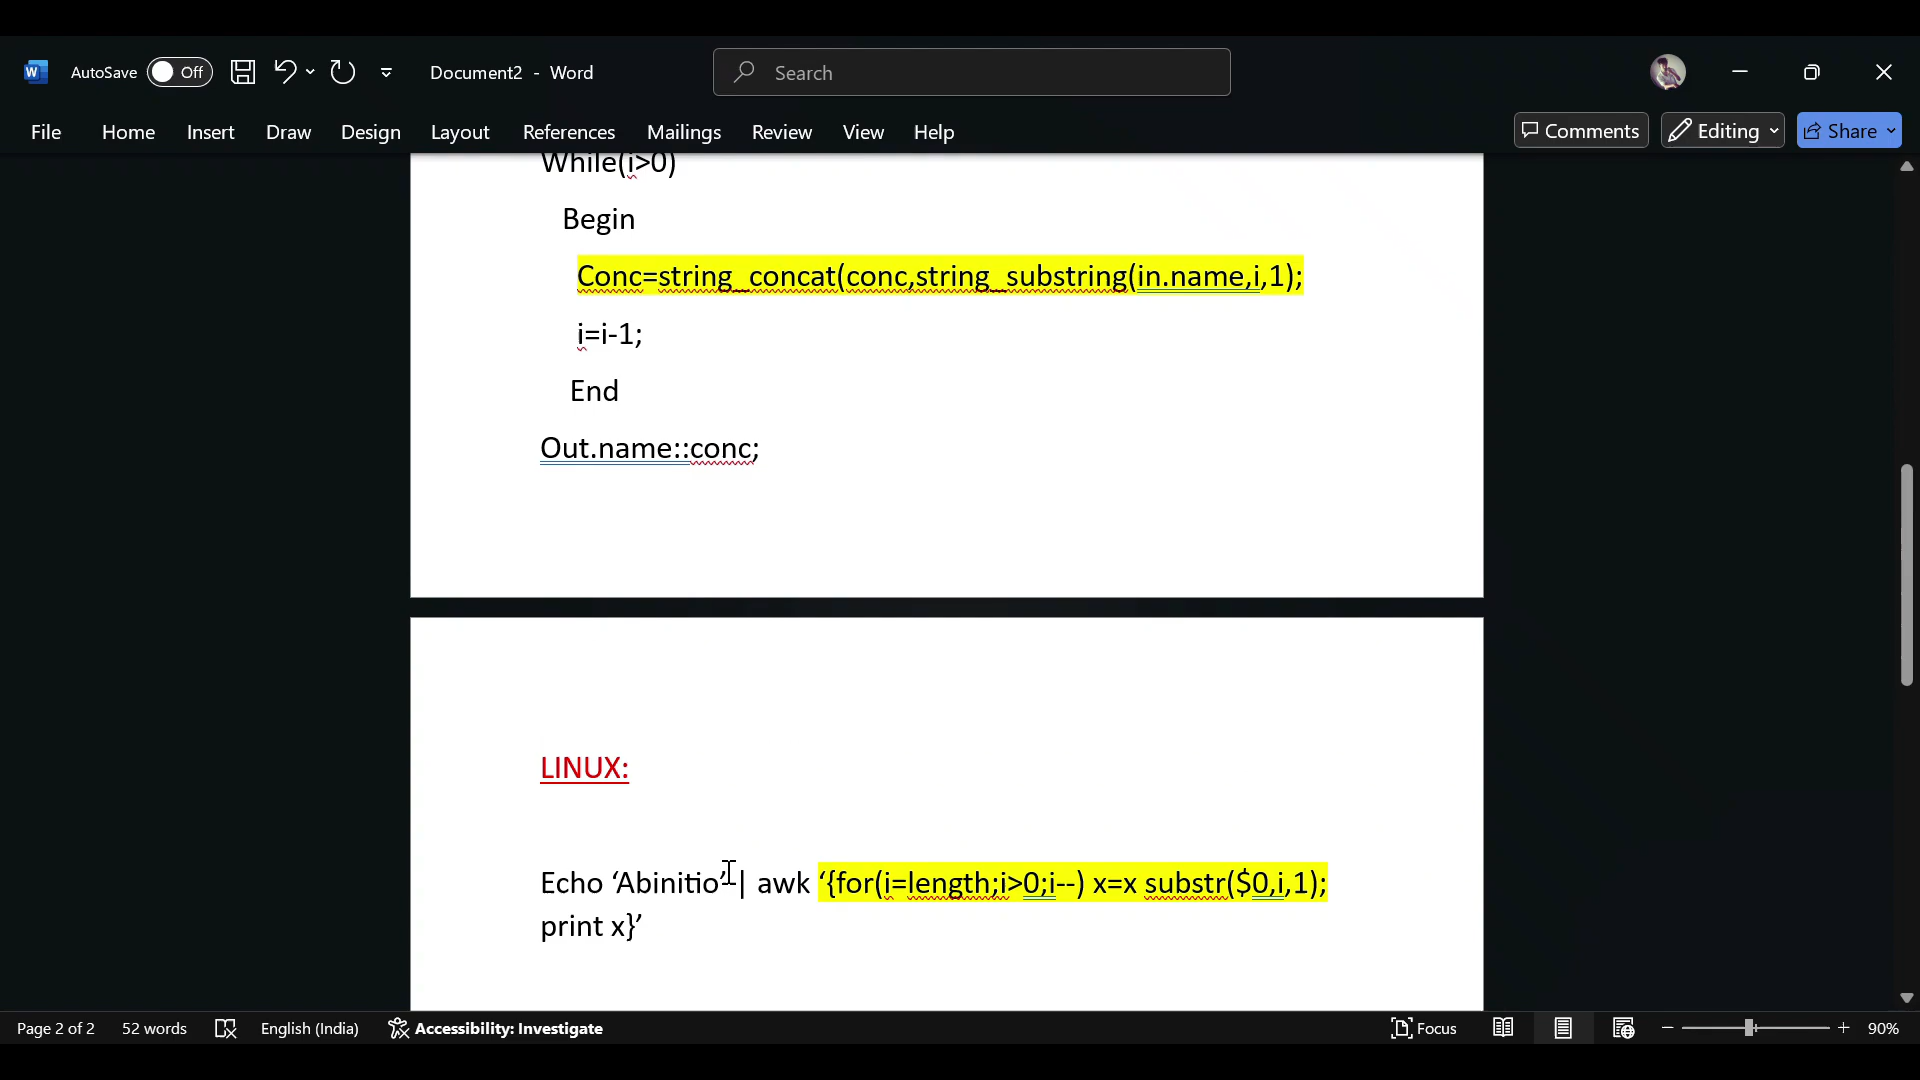 AutoSave Off Document2 - Word Search
File Home Insert Draw Design Layout References Mailings Review View Help Comments Editing Share
While(i>0)
Begin
Conc=string_concat(conc,string_substring(in.name,i,1);
i=i-1;
End
Out.name::conc;
LINUX:
Echo ‘Abinitio’ | awk ‘{for(i=length;i>0;i--) x=x substr($0,i,1);
print x}’
Page 2 of 2 52 words English (India) Accessibility: Investigate Focus 90%